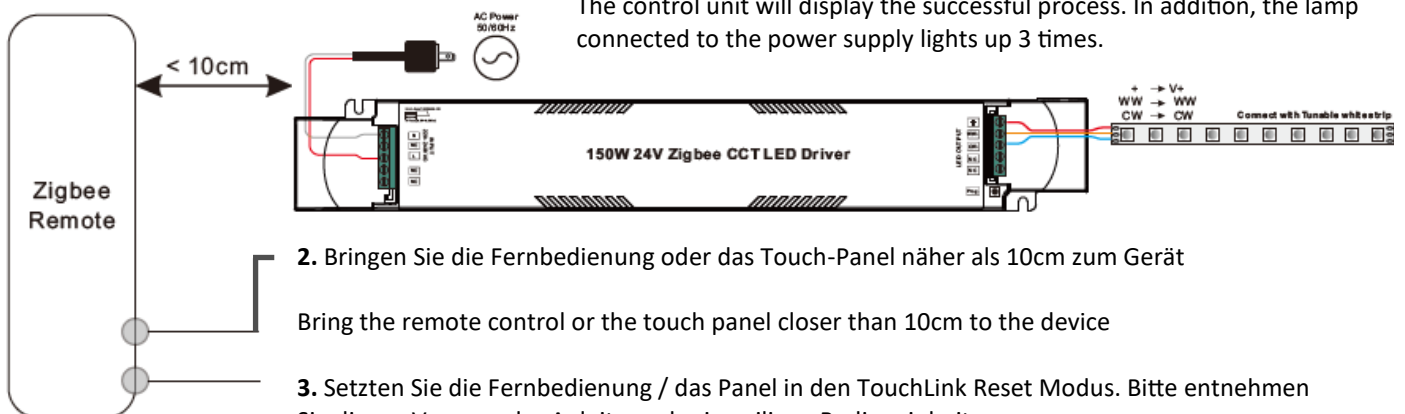 The control unit will display the successful process. In addition, the lamp
connected to the power supply lights up 3 times.
AC Power
50/60Hz
< 10cm
+ → V+
WW → WW
CW → CW
Connect with Tunable white strip
150W 24V Zigbee CCT LED Driver
LED OUTPUT
N
L
Zigbee
Remote
2. Bringen Sie die Fernbedienung oder das Touch-Panel näher als 10cm zum Gerät
Bring the remote control or the touch panel closer than 10cm to the device
3. Setzten Sie die Fernbedienung / das Panel in den TouchLink Reset Modus. Bitte entnehmen